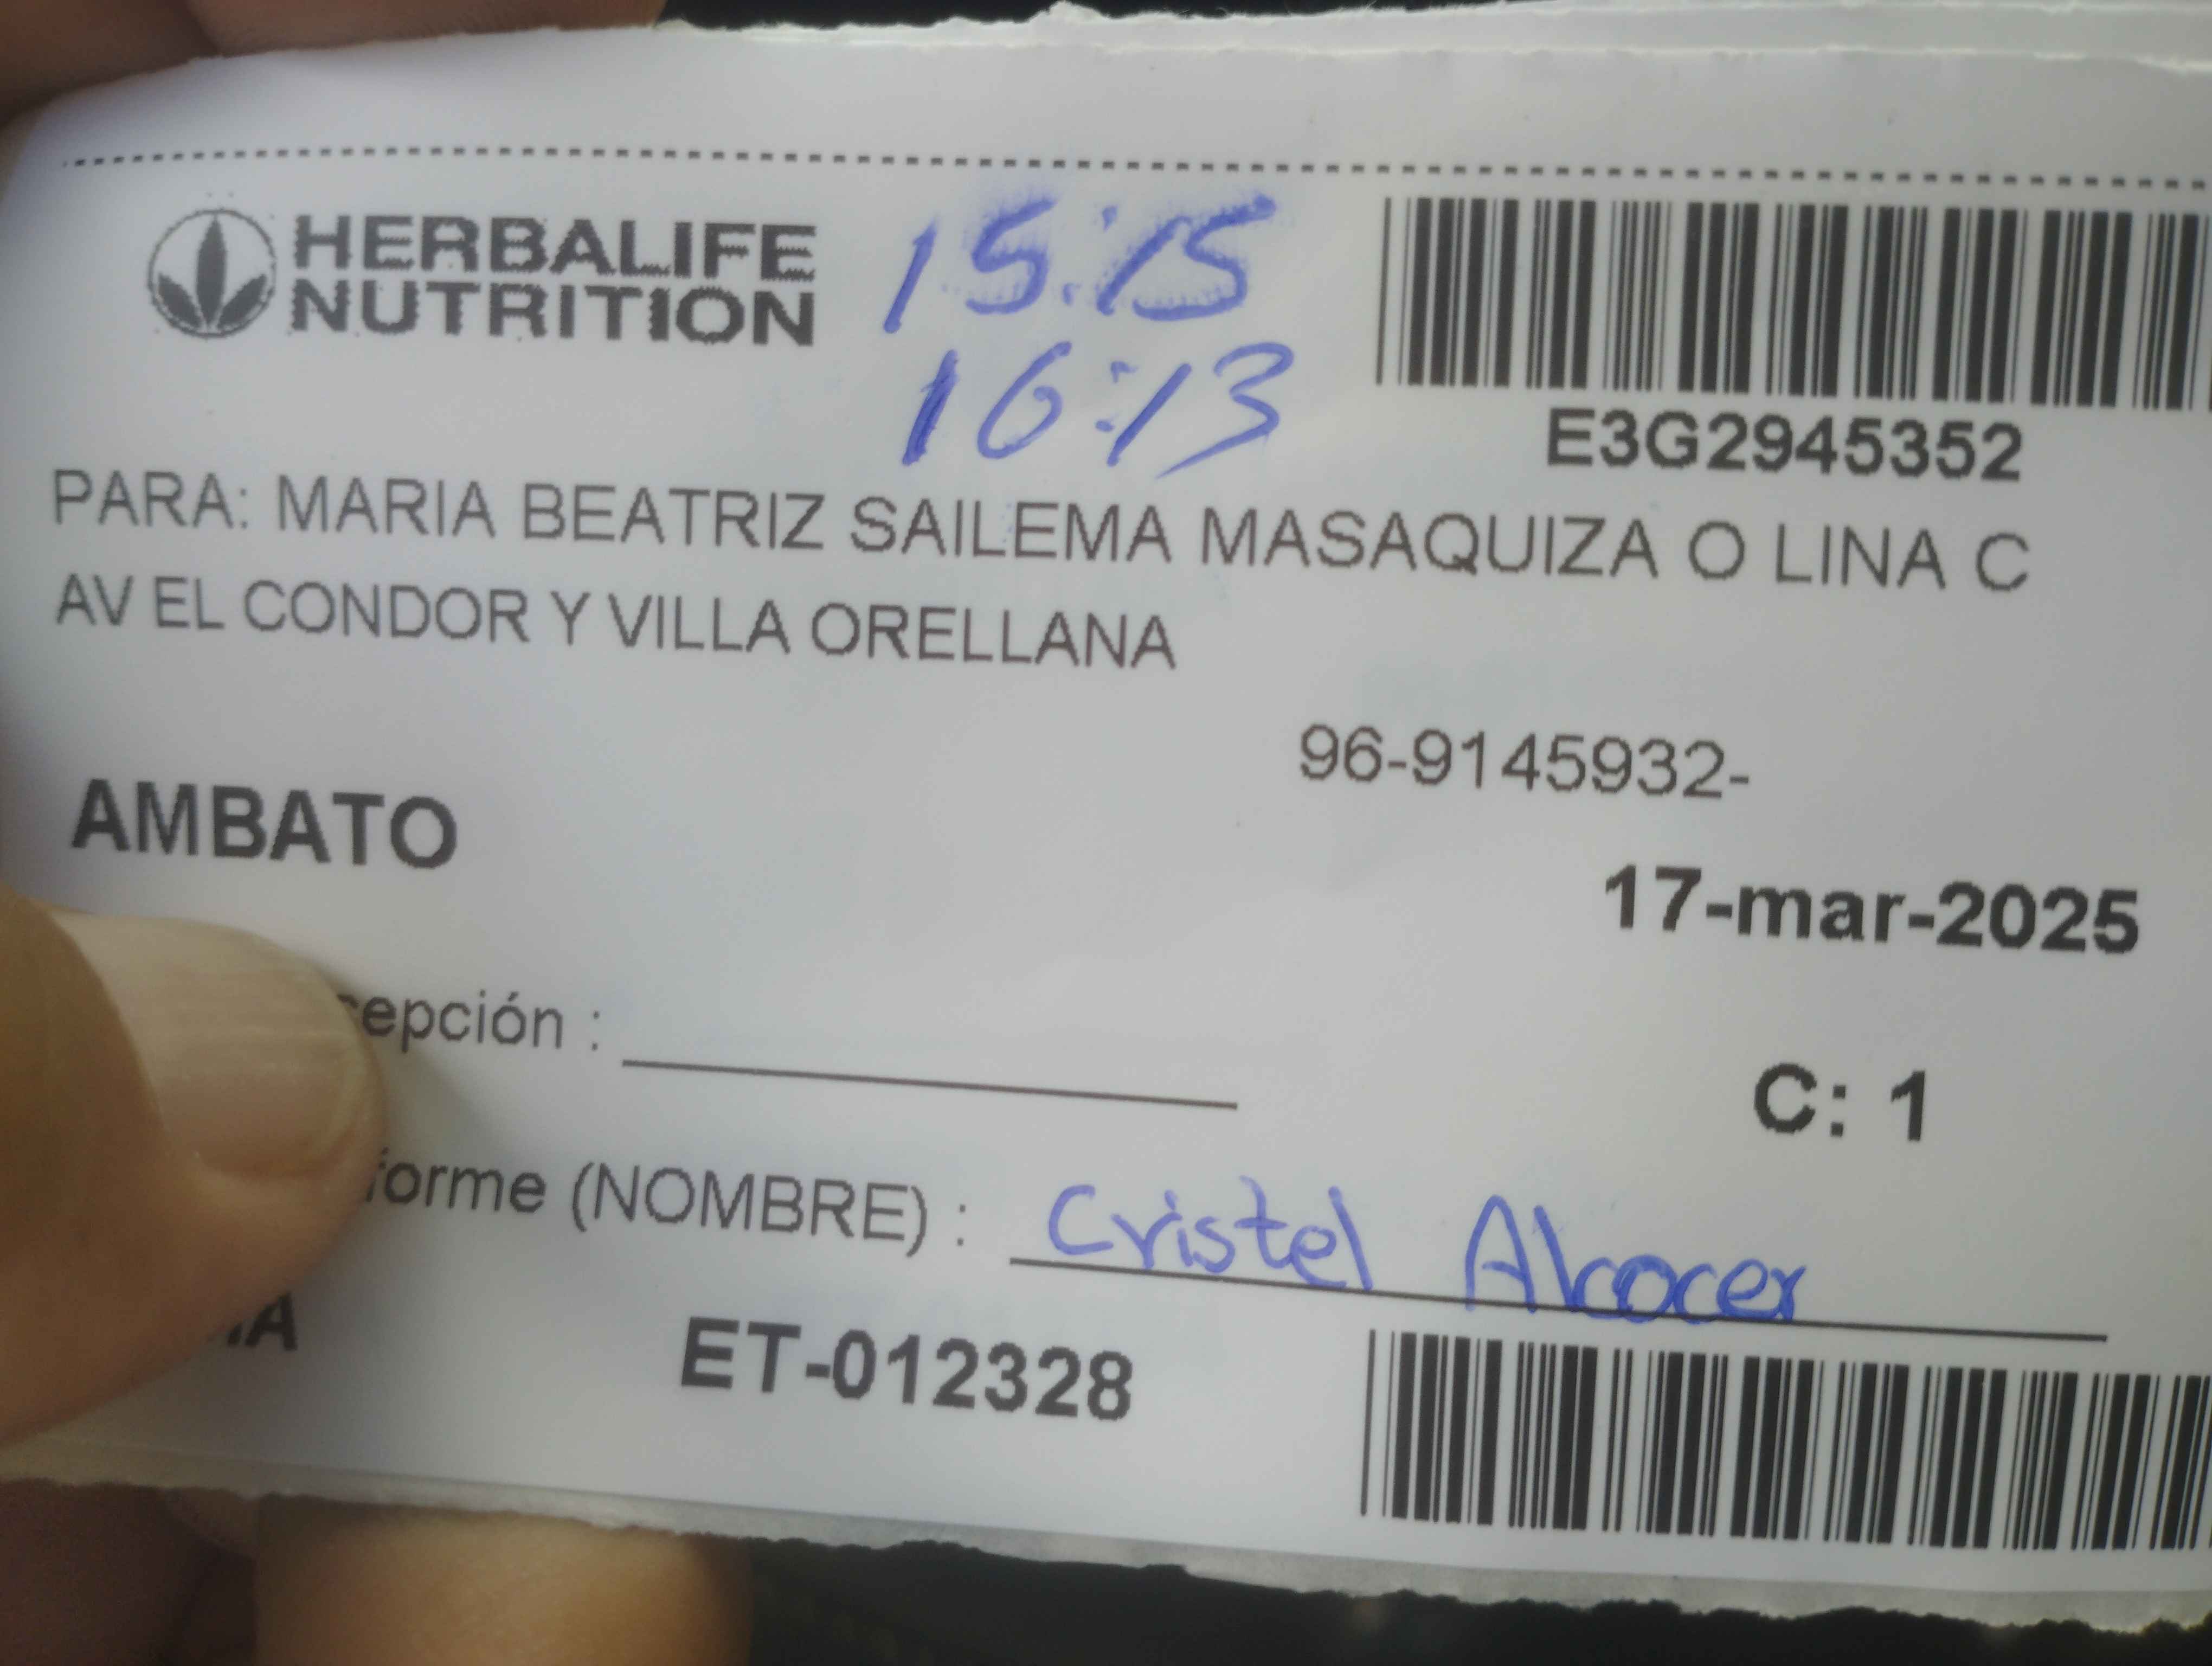 HERBALIFE
NUTRITION
15:15
16:13
E3G2945352
PARA: MARIA BEATRIZ SAILEMA MASAQUIZA O LINA C
AV EL CONDOR Y VILLA ORELLANA
96-9145932-
AMBATO
17-mar-2025
epción :
C: 1
forme (NOMBRE) : Cristel Alcocer
ET-012328